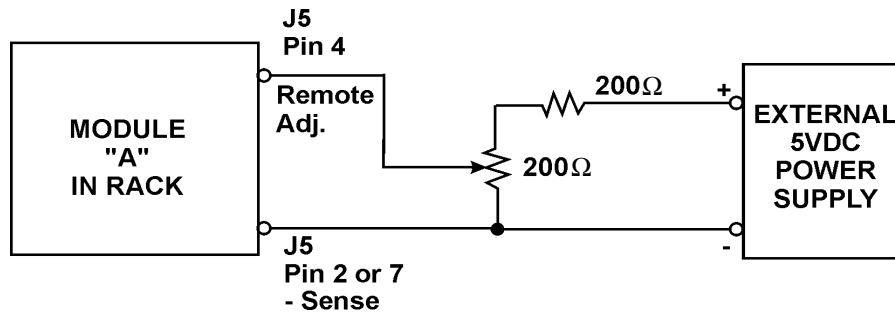 J5
Pin 4
Remote
Adj.
MODULE
"A"
IN RACK
200Ω
200Ω
+
EXTERNAL
5VDC
POWER
SUPPLY
-
J5
Pin 2 or 7
- Sense